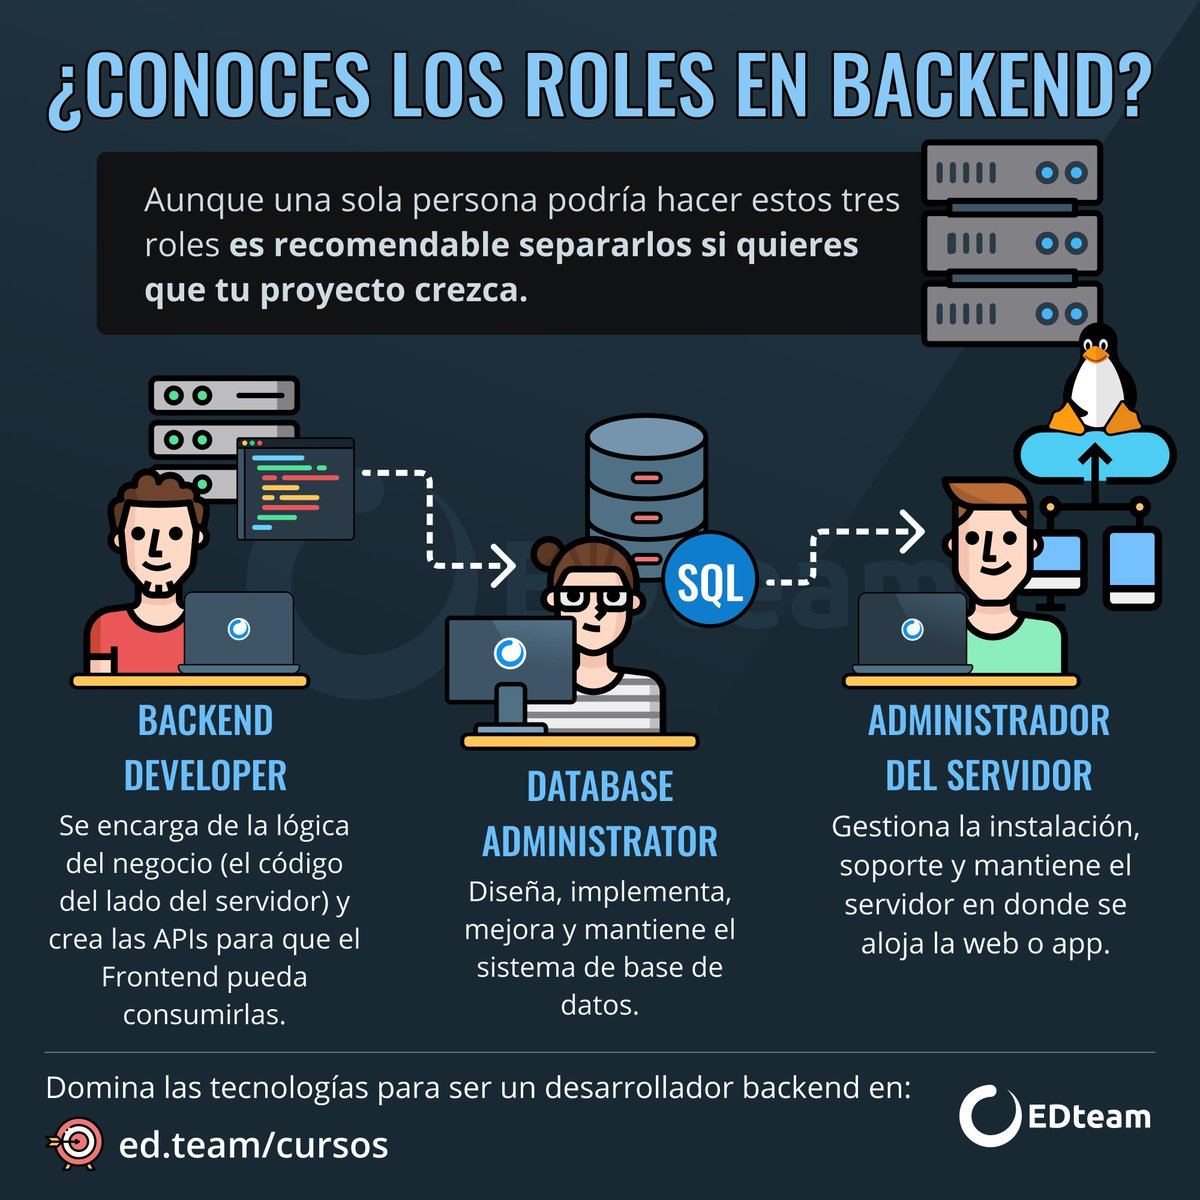 ¿CONOCES LOS ROLES EN BACKEND?
Aunque una sola persona podría hacer estos tres
roles es recomendable separarlos si quieres
que tu proyecto crezca.
SQL
EDteam
BACKEND
DEVELOPER
Se encarga de la lógica
del negocio (el código
del lado del servidor) y
crea las APIs para que el
Frontend pueda
consumirlas.
DATABASE
ADMINISTRATOR
Diseña, implementa,
mejora y mantiene el
sistema de base de
datos.
ADMINISTRADOR
DEL SERVIDOR
Gestiona la instalación,
soporte y mantiene el
servidor en donde se
aloja la web o app.
Domina las tecnologías para ser un desarrollador backend en:
ed.team/cursos
EDteam